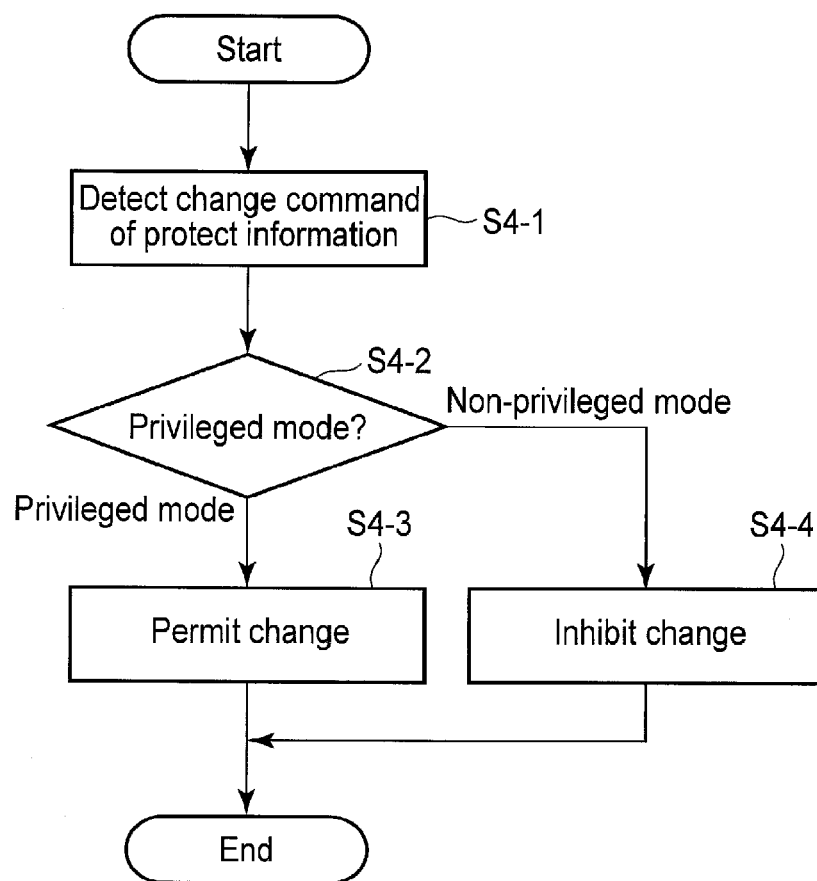 Start
Detect change command
of protect information
S4-1
S4-2
Privileged mode?
Non-privileged mode
Privileged mode
S4-3
S4-4
Permit change
Inhibit change
End